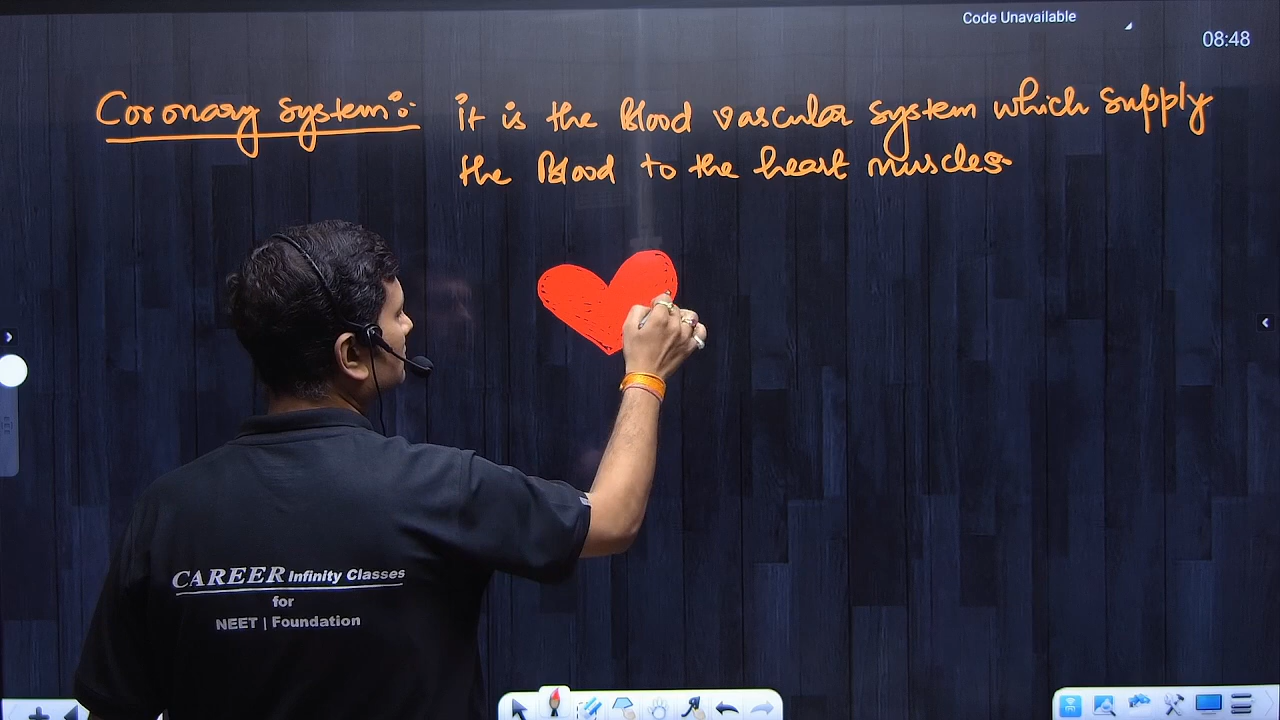 Code Unavailable
08:48
Coronary System:- it is the Blood vascular system which supply
the Blood to the heart muscles-
CAREER Infinity Classes
for
NEET | Foundation